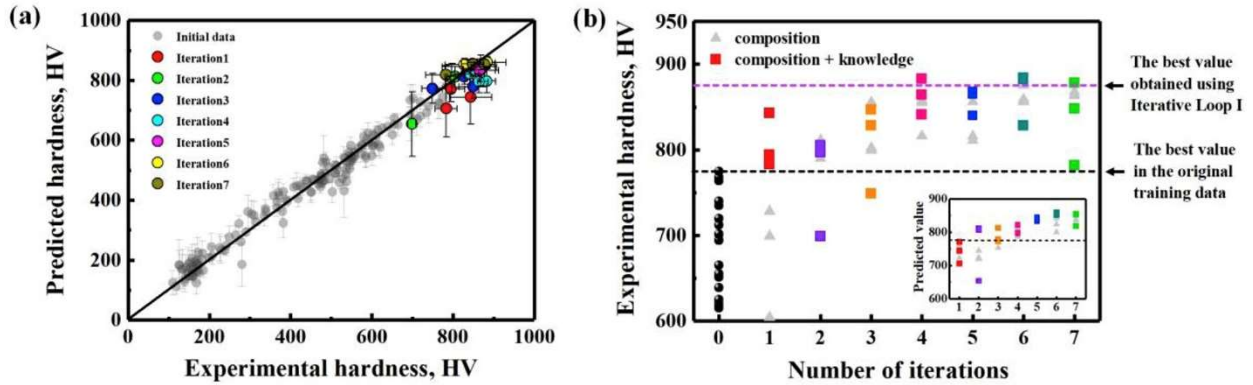 (a)
1000
800
600
400
200
0
Predicted hardness, HV
Initial data
Iteration1
Iteration2
Iteration3
Iteration4
Iteration5
Iteration6
Iteration7
0 200 400 600 800 1000
Experimental hardness, HV
(b)
950
900
850
800
750
700
650
600
Experimental hardness, HV
composition
composition + knowledge
The best value
obtained using
Iterative Loop I
The best value
in the original
training data
900
800
700
600
Predicted value
1 2 3 4 5 6 7
0 1 2 3 4 5 6 7
Number of iterations